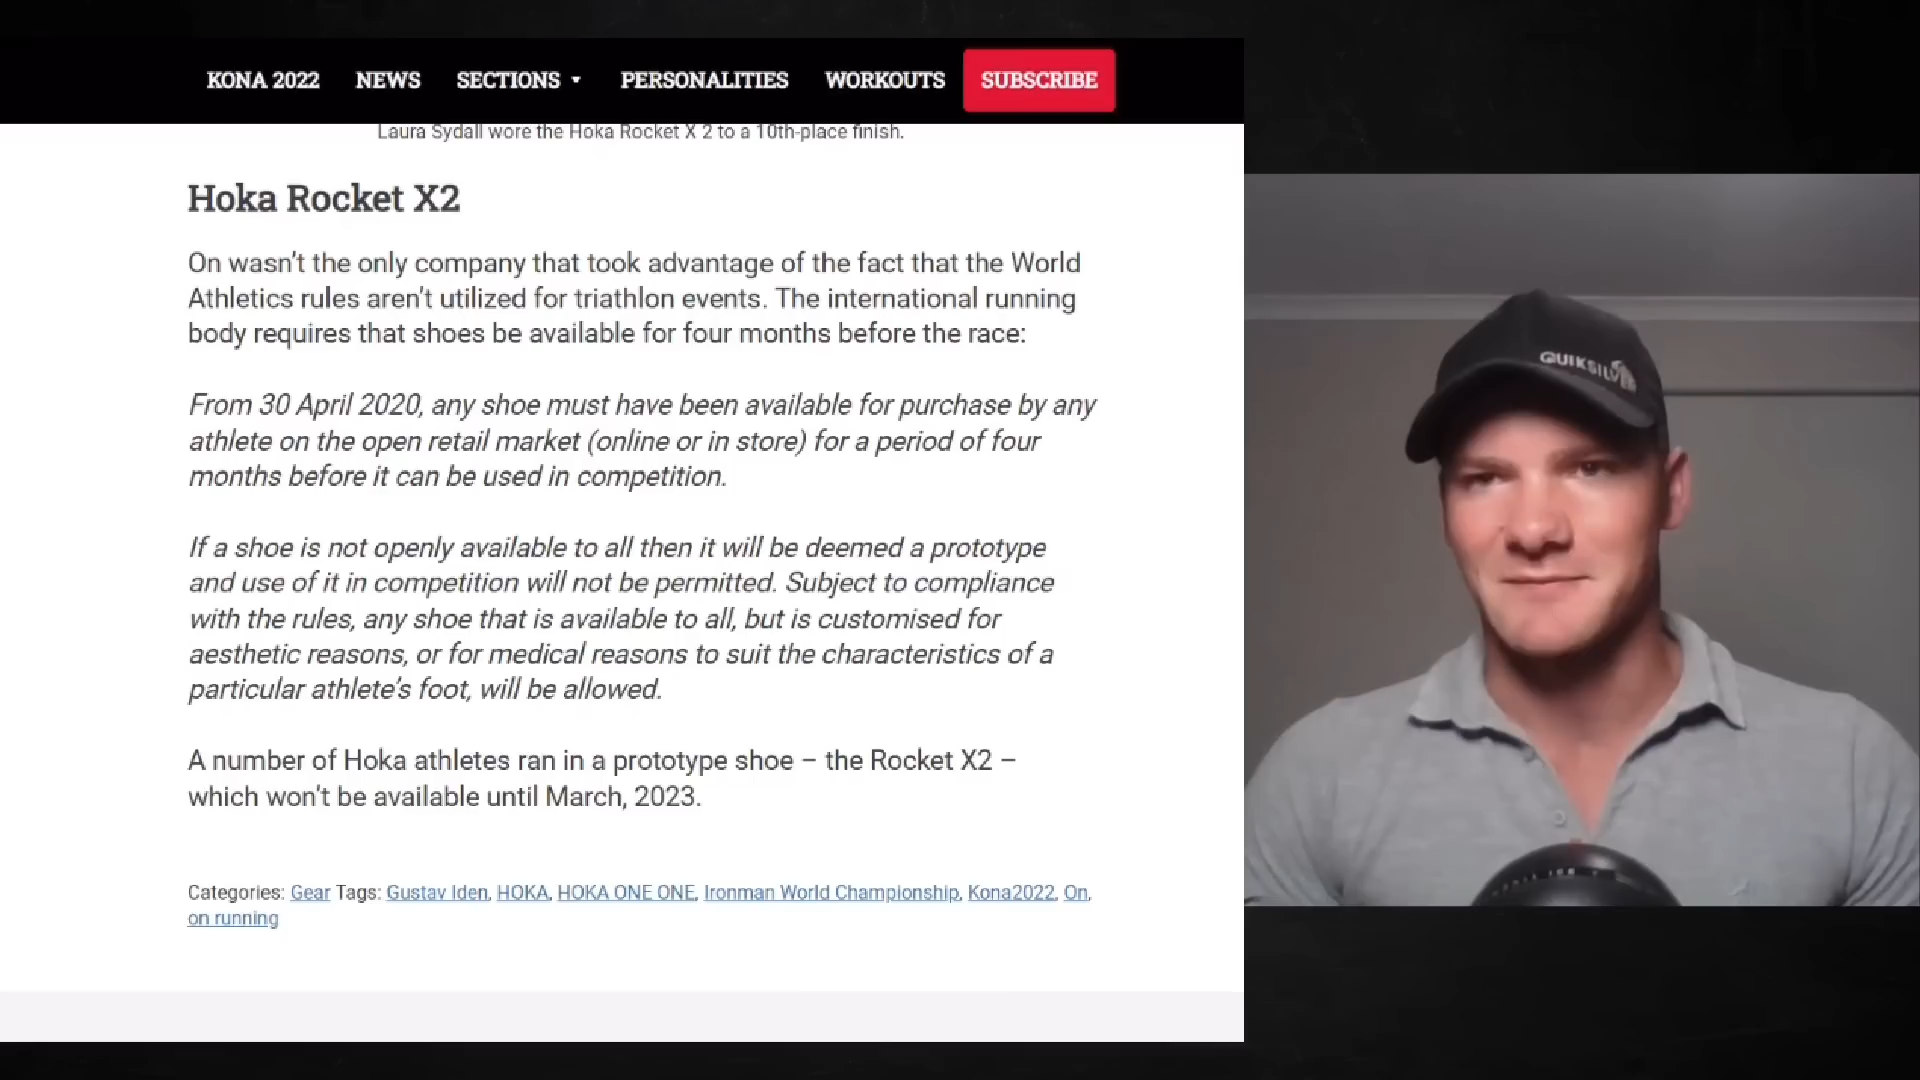 KONA 2022 NEWS SECTIONS PERSONALITIES WORKOUTS SUBSCRIBE
Laura Sydall wore the Hoka Rocket X 2 to a 10th-place finish.
Hoka Rocket X2
On wasn't the only company that took advantage of the fact that the World
Athletics rules aren't utilized for triathlon events. The international running
body requires that shoes be available for four months before the race:
From 30 April 2020, any shoe must have been available for purchase by any
athlete on the open retail market (online or in store) for a period of four
months before it can be used in competition.
If a shoe is not openly available to all then it will be deemed a prototype
and use of it in competition will not be permitted. Subject to compliance
with the rules, any shoe that is available to all, but is customised for
aesthetic reasons, or for medical reasons to suit the characteristics of a
particular athlete's foot, will be allowed.
A number of Hoka athletes ran in a prototype shoe – the Rocket X2 –
which won't be available until March, 2023.
Categories: Gear Tags: Gustav Iden, HOKA, HOKA ONE ONE, Ironman World Championship, Kona2022, On,
on running
QUIKSILVER